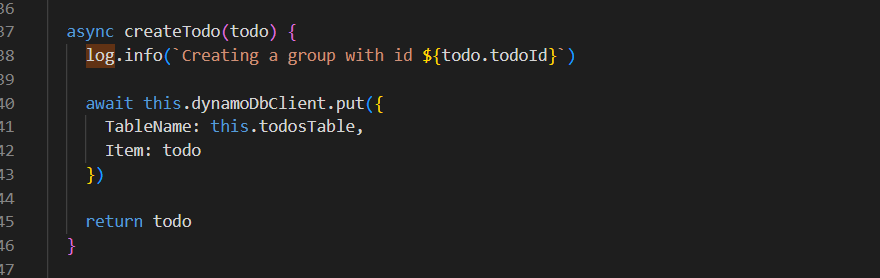 36
37 async createTodo(todo) {
38 log.info(`Creating a group with id ${todo.todoId}`)
39
40 await this.dynamoDbClient.put({
41 TableName: this.todosTable,
42 Item: todo
43 })
44
45 return todo
46 }
47